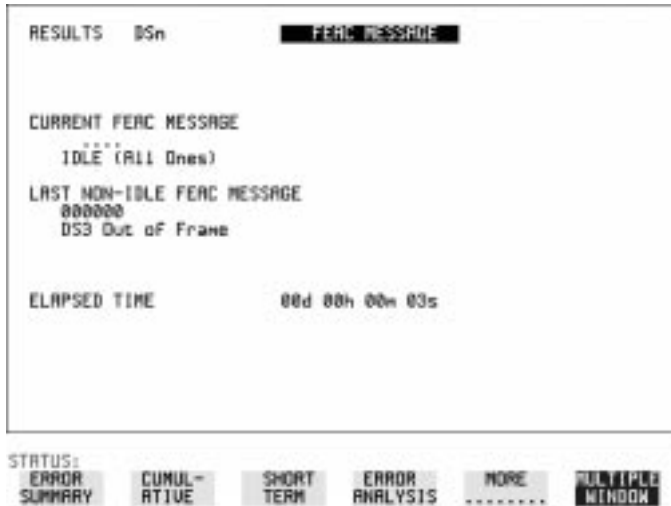 RESULTS DSn FEAC MESSAGE
CURRENT FEAC MESSAGE
....
IDLE (All Ones)
LAST NON-IDLE FEAC MESSAGE
000000
DS3 Out oF Frame
ELAPSED TIME 00d 00h 00m 03s
STATUS:
ERROR SUMMARY
CUMUL- ATIVE
SHORT TERM
ERROR ANALYSIS
MORE ........
MULTIPLE WINDOW